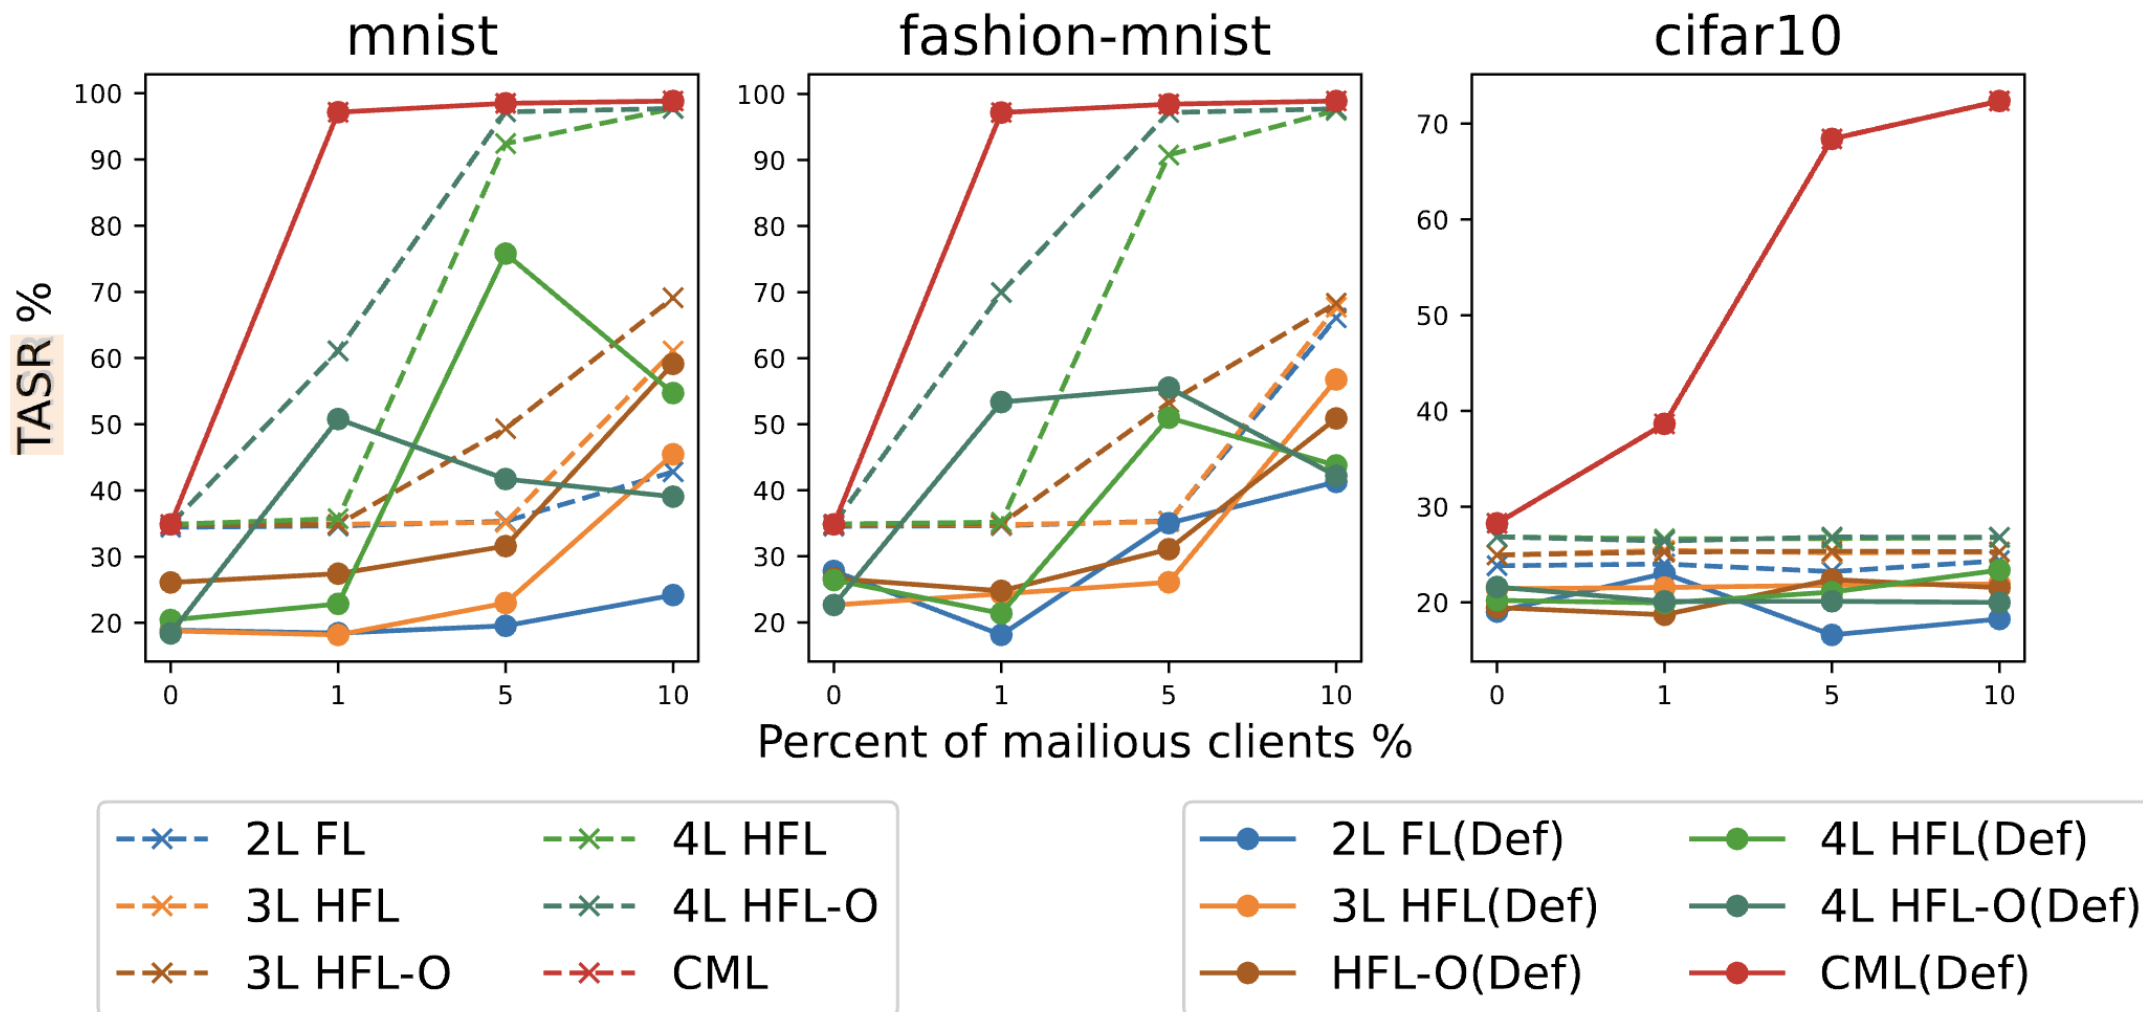 mnist
fashion-mnist
cifar10
TASR %
100
90
80
70
60
50
40
30
20
0 1 5 10
100
90
80
70
60
50
40
30
20
0 1 5 10
70
60
50
40
30
20
0 1 5 10
Percent of mailious clients %
2L FL
3L HFL
3L HFL-O
4L HFL
4L HFL-O
CML
2L FL(Def)
3L HFL(Def)
HFL-O(Def)
4L HFL(Def)
4L HFL-O(Def)
CML(Def)